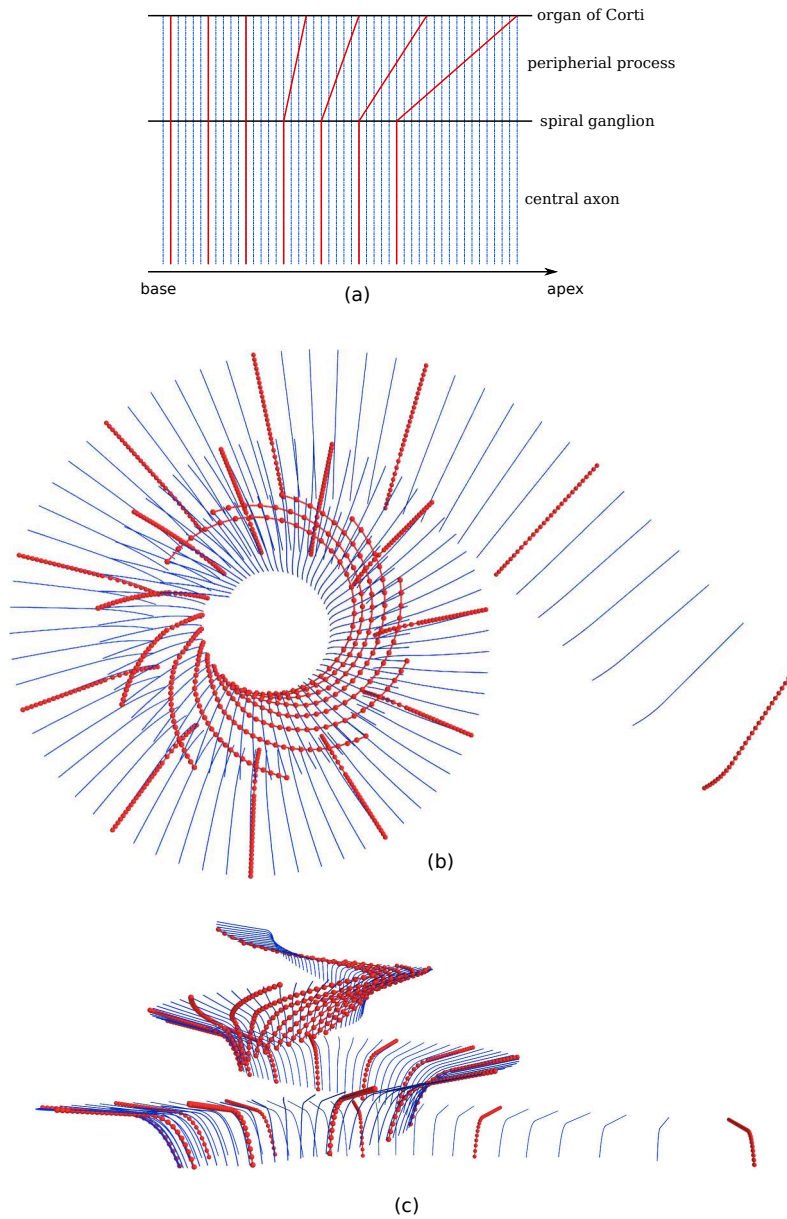 organ of Corti
peripherial process
spiral ganglion
central axon
base
(a)
apex
(b)
(c)